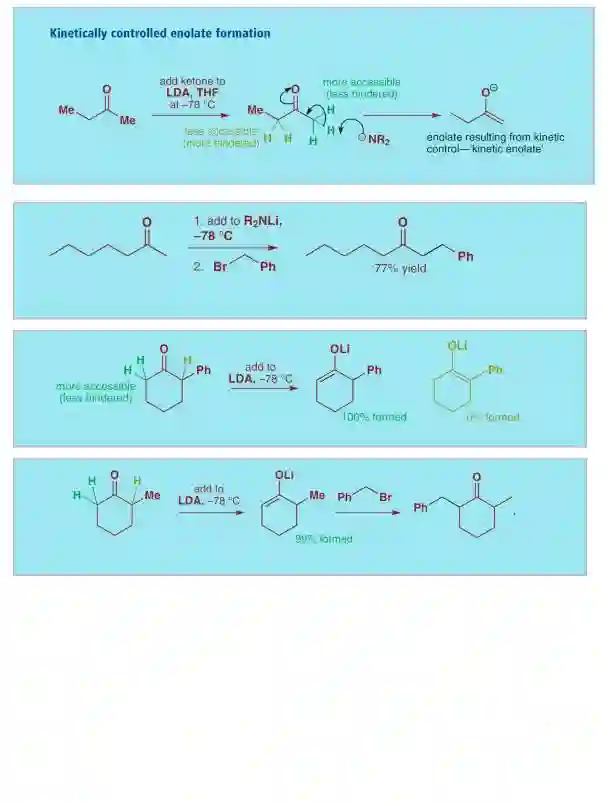 Kinetically controlled enolate formation
add ketone to
LDA, THF
at –78 °C
O
Me
Me
O
Me
H H
H
H
H
more accessible
(less hindered)
less accessible
(more hindered)
⊖NR2
O⊖
enolate resulting from kinetic
control—'kinetic enolate'
O
1. add to R2NLi,
–78 °C
2. Br Ph
O
Ph
77% yield
O
H
H
H
Ph
more accessible
(less hindered)
add to
LDA, –78 °C
OLi
Ph
100% formed
OLi
Ph
0% formed
H
O
H
H
Me
add to
LDA, –78 °C
OLi
Me
99% formed
Ph Br
O
Ph